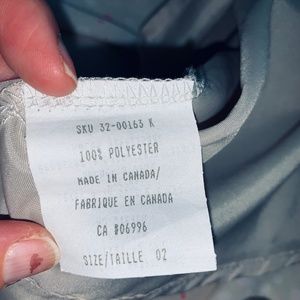 SKU 32-00163 K
100% POLYESTER
MADE IN CANADA/
FABRIQUE EN CANADA
CA #06996
SIZE/TAILLE 02